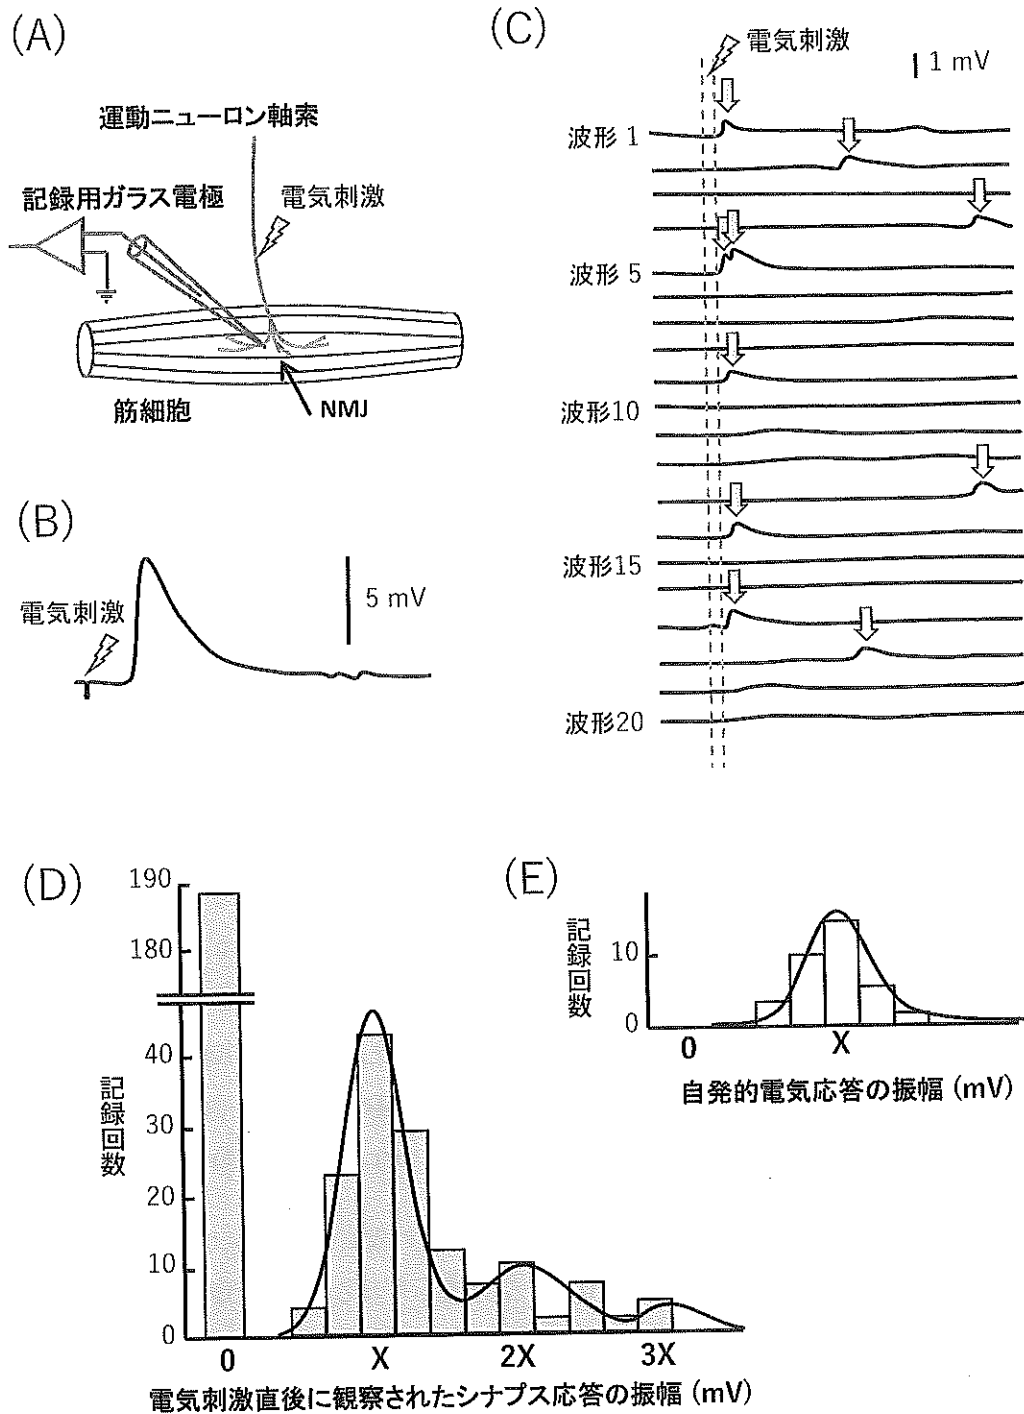 (A)
運動ニューロン軸索
記録用ガラス電極
電気刺激
筋細胞
NMJ
(B)
電気刺激
5 mV
(C)
電気刺激
1 mV
波形 1
波形 5
波形10
波形15
波形20
(D)
190
180
40
30
20
10
0
記録回数
0
X
2X
3X
電気刺激直後に観察されたシナプス応答の振幅 (mV)
(E)
記録回数
10
0
0
X
自発的電気応答の振幅 (mV)